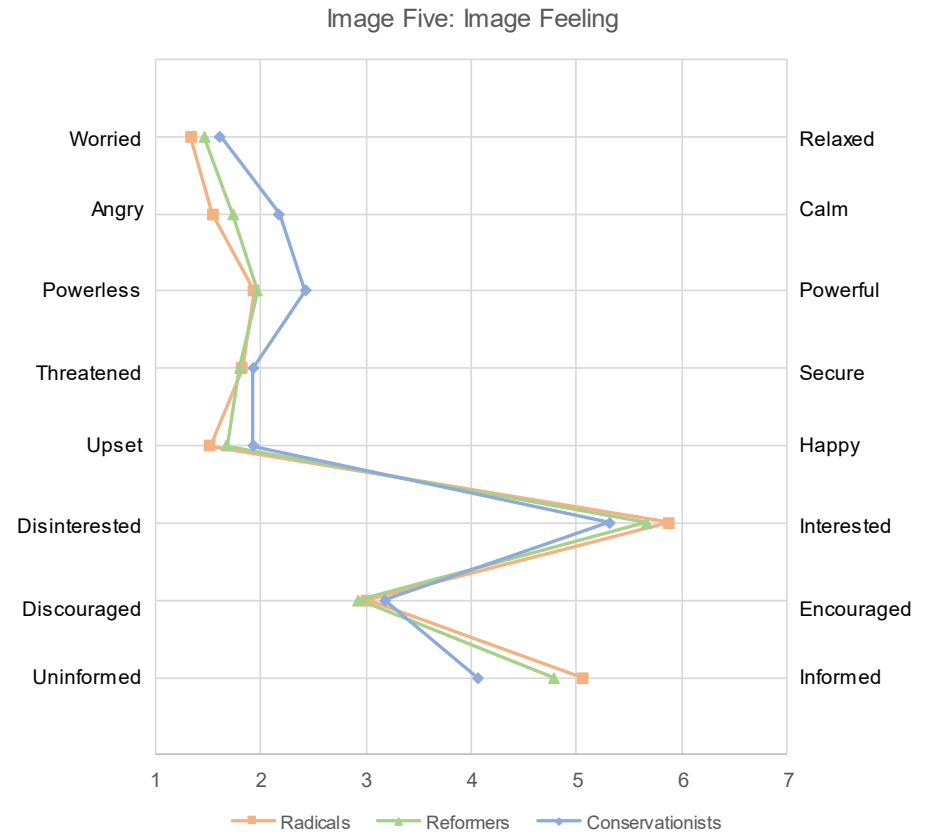 Image Five: Image Feeling
Worried Relaxed
Angry Calm
Powerless Powerful
Threatened Secure
Upset Happy
Disinterested Interested
Discouraged Encouraged
Uninformed Informed
1 2 3 4 5 6 7
Radicals Reformers Conservationists